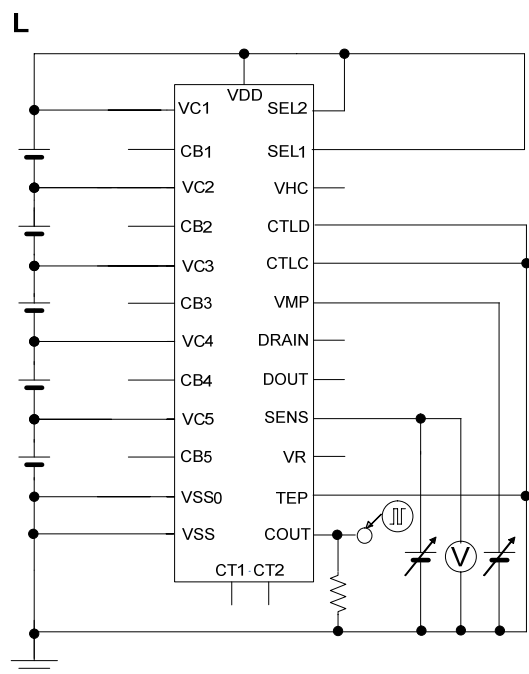 L
VDD
VC1 SEL2
CB1 SEL1
VC2 VHC
CB2 CTLD
VC3 CTLC
CB3 VMP
VC4 DRAIN
CB4 DOUT
VC5 SENS
CB5 VR
VSS0 TEP
VSS COUT
V
CT1 CT2